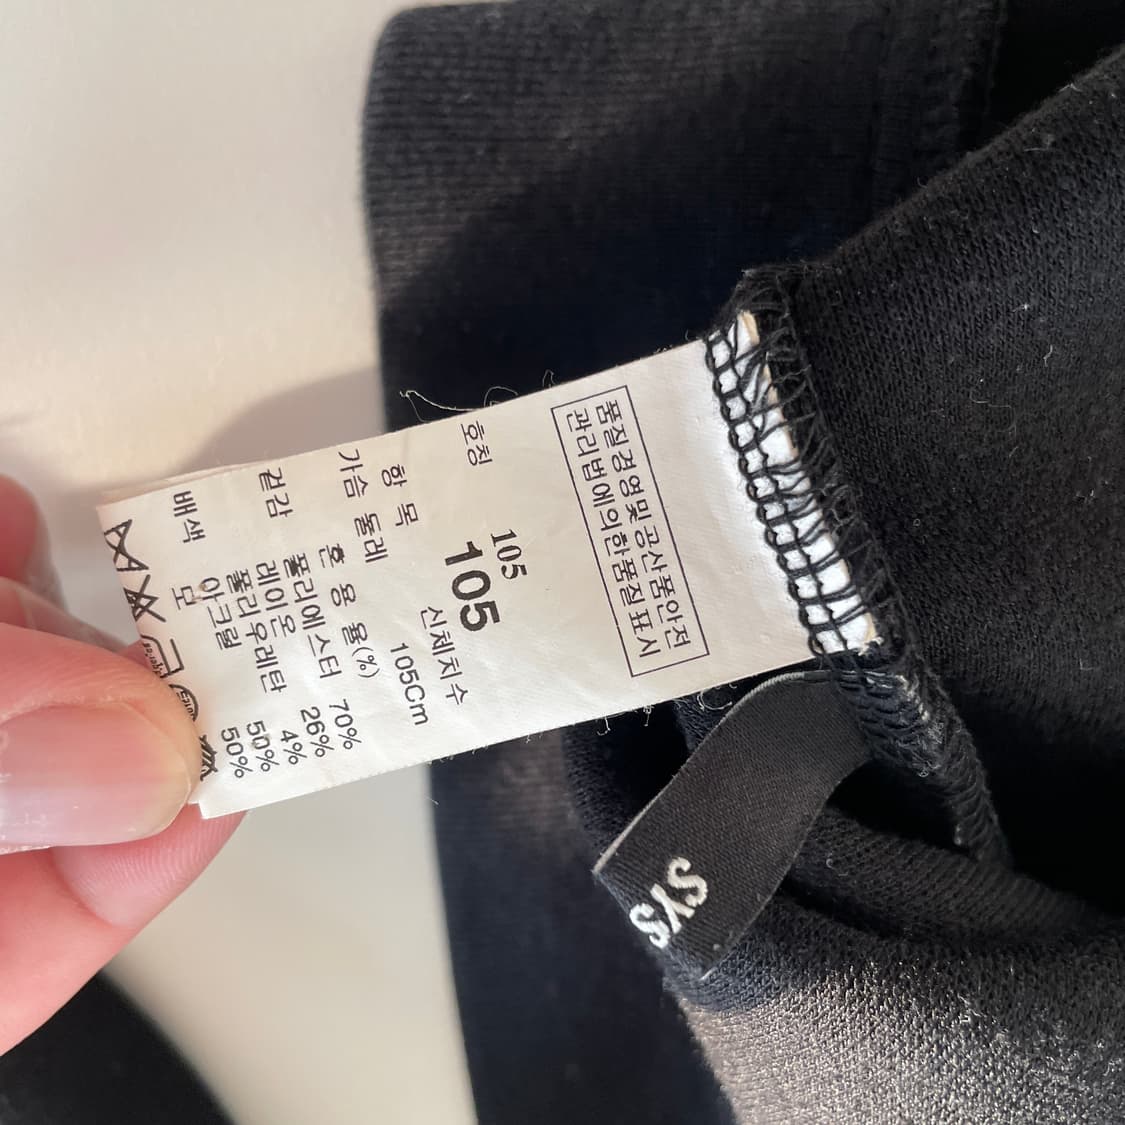 품질경영및공산품안전
관리법에의한품질표시
호칭 105
105
항 목 신체치수
가슴 둘레 105Cm
혼 용 율(%)
겉감 폴리에스터 70%
레이온 26%
폴리우레탄 4%
배색 아크릴 50%
모 50%
SYS